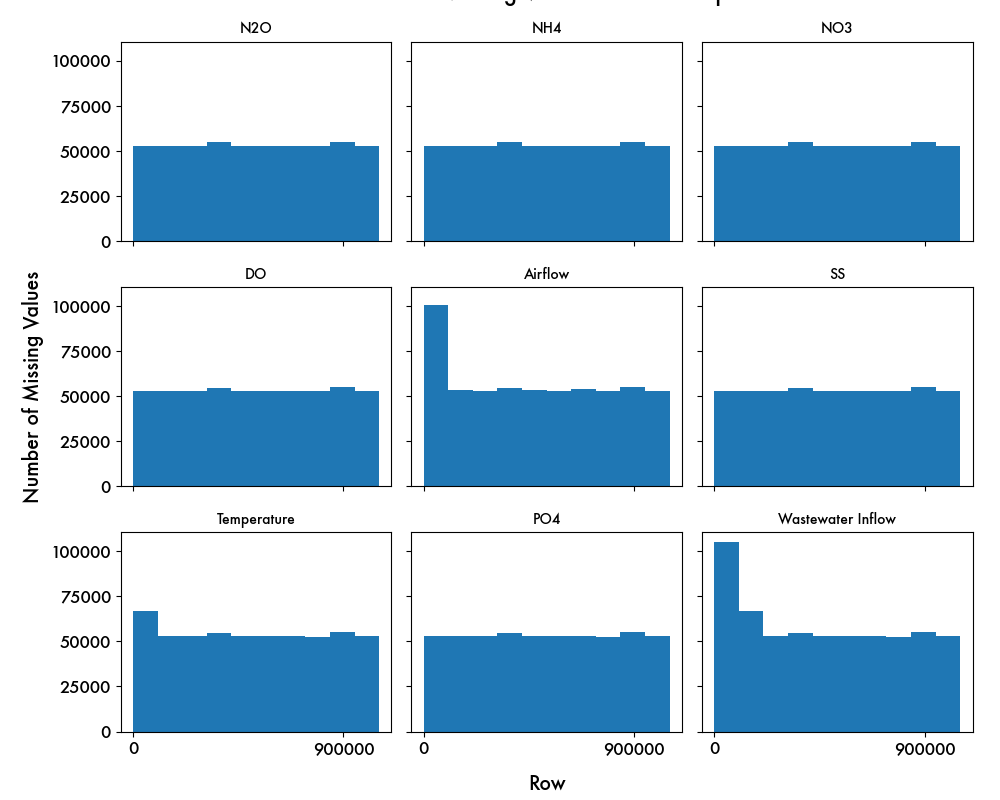 N2O NH4 NO3
100000
75000
50000
25000
0
DO Airflow SS
100000
75000
50000
25000
0
Number of Missing Values
Temperature PO4 Wastewater Inflow
100000
75000
50000
25000
0
0 900000 0 900000 0 900000
Row